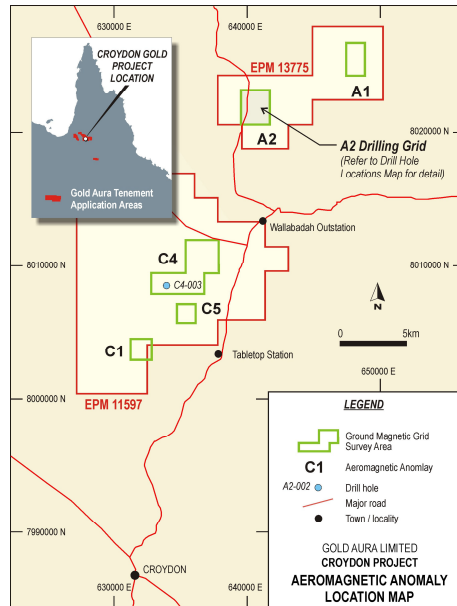 630000 E
640000 E
CROYDON GOLD
PROJECT
LOCATION
EPM 13775
A1
8020000 N
A2
A2 Drilling Grid
(Refer to Drill Hole
Locations Map for detail)
Gold Aura Tenement
Application Areas
Wallabadah Outstation
8010000 N
C4
8010000 N
C4-003
C5
N
0
5km
C1
Tabletop Station
650000 E
8000000 N
EPM 11597
LEGEND
Ground Magnetic Grid
Survey Area
C1
Aeromagnetic Anomlay
A2-002
Drill hole
Major road
Town / locality
7990000 N
GOLD AURA LIMITED
CROYDON PROJECT
AEROMAGNETIC ANOMALY
LOCATION MAP
CROYDON
630000 E
640000 E